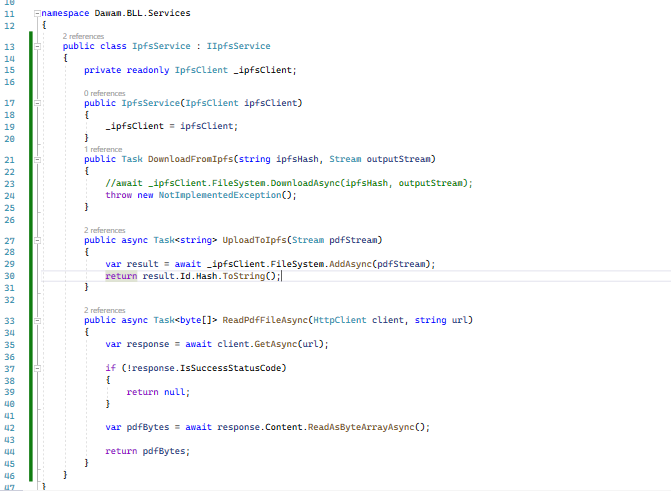 10
11 namespace Dawam.BLL.Services
12 {
2 references
13 public class IpfsService : IIpfsService
14 {
15 private readonly IpfsClient _ipfsClient;
16
0 references
17 public IpfsService(IpfsClient ipfsClient)
18 {
19 _ipfsClient = ipfsClient;
20 }
1 reference
21 public Task DownloadFromIpfs(string ipfsHash, Stream outputStream)
22 {
23 //await _ipfsClient.FileSystem.DownloadAsync(ipfsHash, outputStream);
24 throw new NotImplementedException();
25 }
26
2 references
27 public async Task<string> UploadToIpfs(Stream pdfStream)
28 {
29 var result = await _ipfsClient.FileSystem.AddAsync(pdfStream);
30 return result.Id.Hash.ToString();
31 }
32
2 references
33 public async Task<byte[]> ReadPdfFileAsync(HttpClient client, string url)
34 {
35 var response = await client.GetAsync(url);
36
37 if (!response.IsSuccessStatusCode)
38 {
39 return null;
40 }
41
42 var pdfBytes = await response.Content.ReadAsByteArrayAsync();
43
44 return pdfBytes;
45 }
46 }
47 }